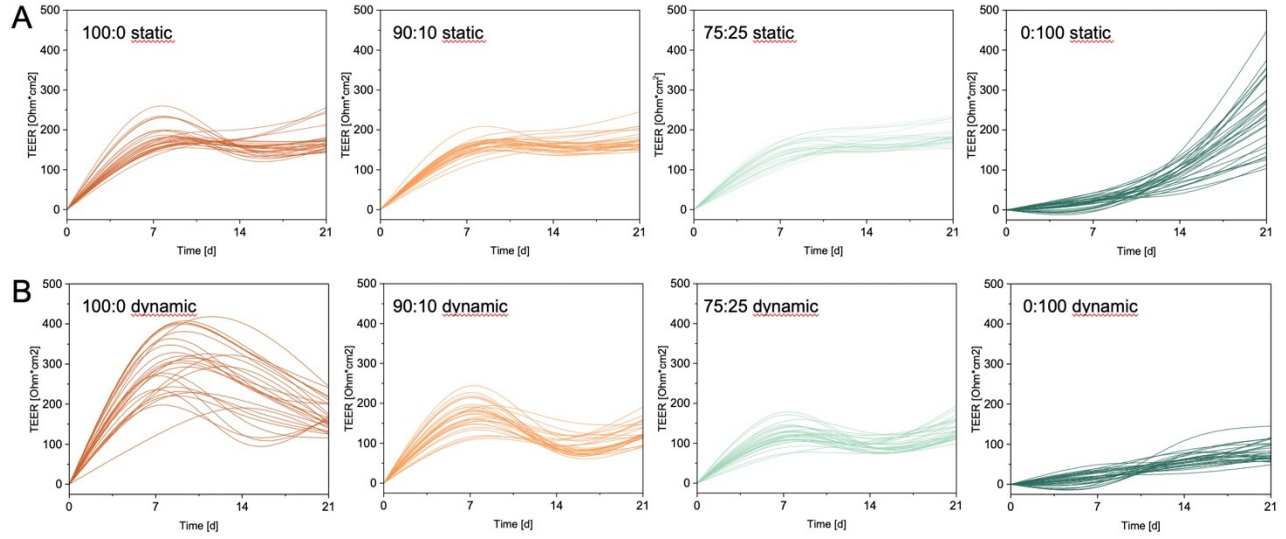 A
100:0 static
90:10 static
75:25 static
0:100 static
TEER [Ohm*cm2]
500
400
300
200
100
0
0 7 14 21
Time [d]
TEER [Ohm*cm2]
500
400
300
200
100
0
0 7 14 21
Time [d]
TEER [Ohm*cm²]
500
400
300
200
100
0
0 7 14 21
Time [d]
TEER [Ohm*cm2]
500
400
300
200
100
0
0 7 14 21
Time [d]
B
100:0 dynamic
90:10 dynamic
75:25 dynamic
0:100 dynamic
TEER [Ohm*cm2]
500
400
300
200
100
0
0 7 14 21
Time [d]
TEER [Ohm*cm2]
500
400
300
200
100
0
0 7 14 21
Time [d]
TEER [Ohm*cm2]
500
400
300
200
100
0
0 7 14 21
Time [d]
TEER [Ohm*cm2]
500
400
300
200
100
0
0 7 14 21
Time [d]